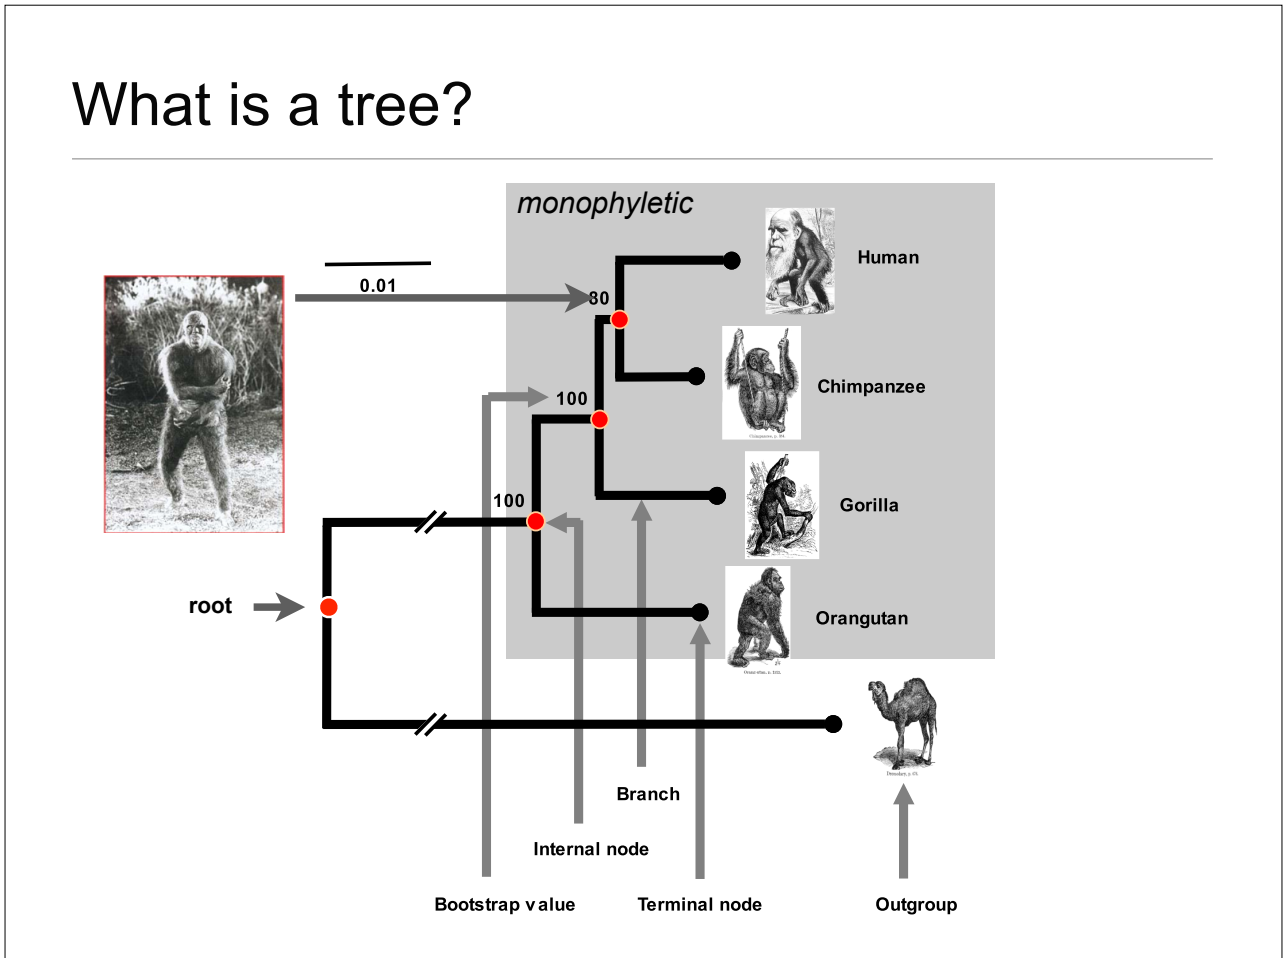 What is a tree?
monophyletic
Human
0.01
80
Chimpanzee
100
100
Gorilla
root
Orangutan
Branch
Internal node
Bootstrap value
Terminal node
Outgroup